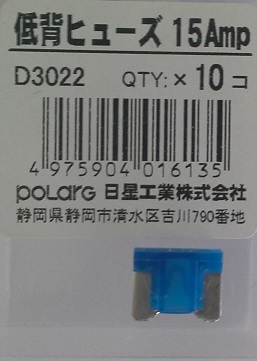 低背ヒューズ 15Amp
D3022 QTY: × 10 コ
4 975904 016135
POLARG 日星工業株式会社
静岡県静岡市清水区吉川790番地